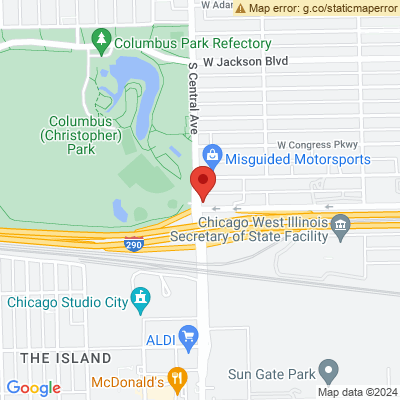 W Adam
Map error: g.co/staticmaperror
Columbus Park Refectory
W Jackson Blvd
S Central Ave
Columbus
(Christopher)
Park
W Congress Pkwy
Misguided Motorsports
Chicago West Illinois
Secretary of State Facility
290
Chicago Studio City
ALDI
THE ISLAND
McDonald's
Sun Gate Park
Google
Map data ©2024